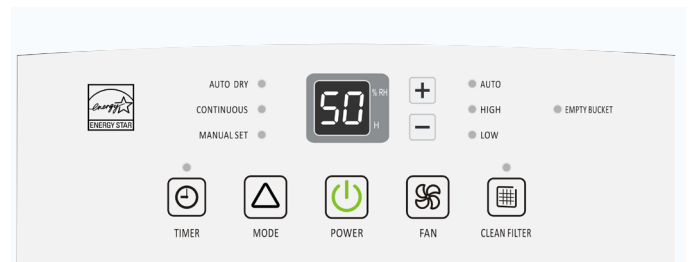 AUTO DRY
CONTINUOUS
MANUAL SET
energy
ENERGY STAR
50
% RH
H
+
−
AUTO
HIGH
LOW
EMPTY BUCKET
TIMER
MODE
POWER
FAN
CLEAN FILTER